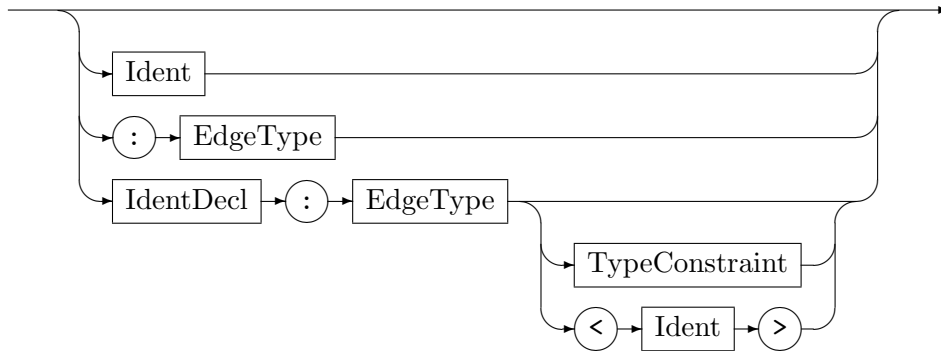 Ident
: EdgeType
IdentDecl : EdgeType
TypeConstraint
< Ident >